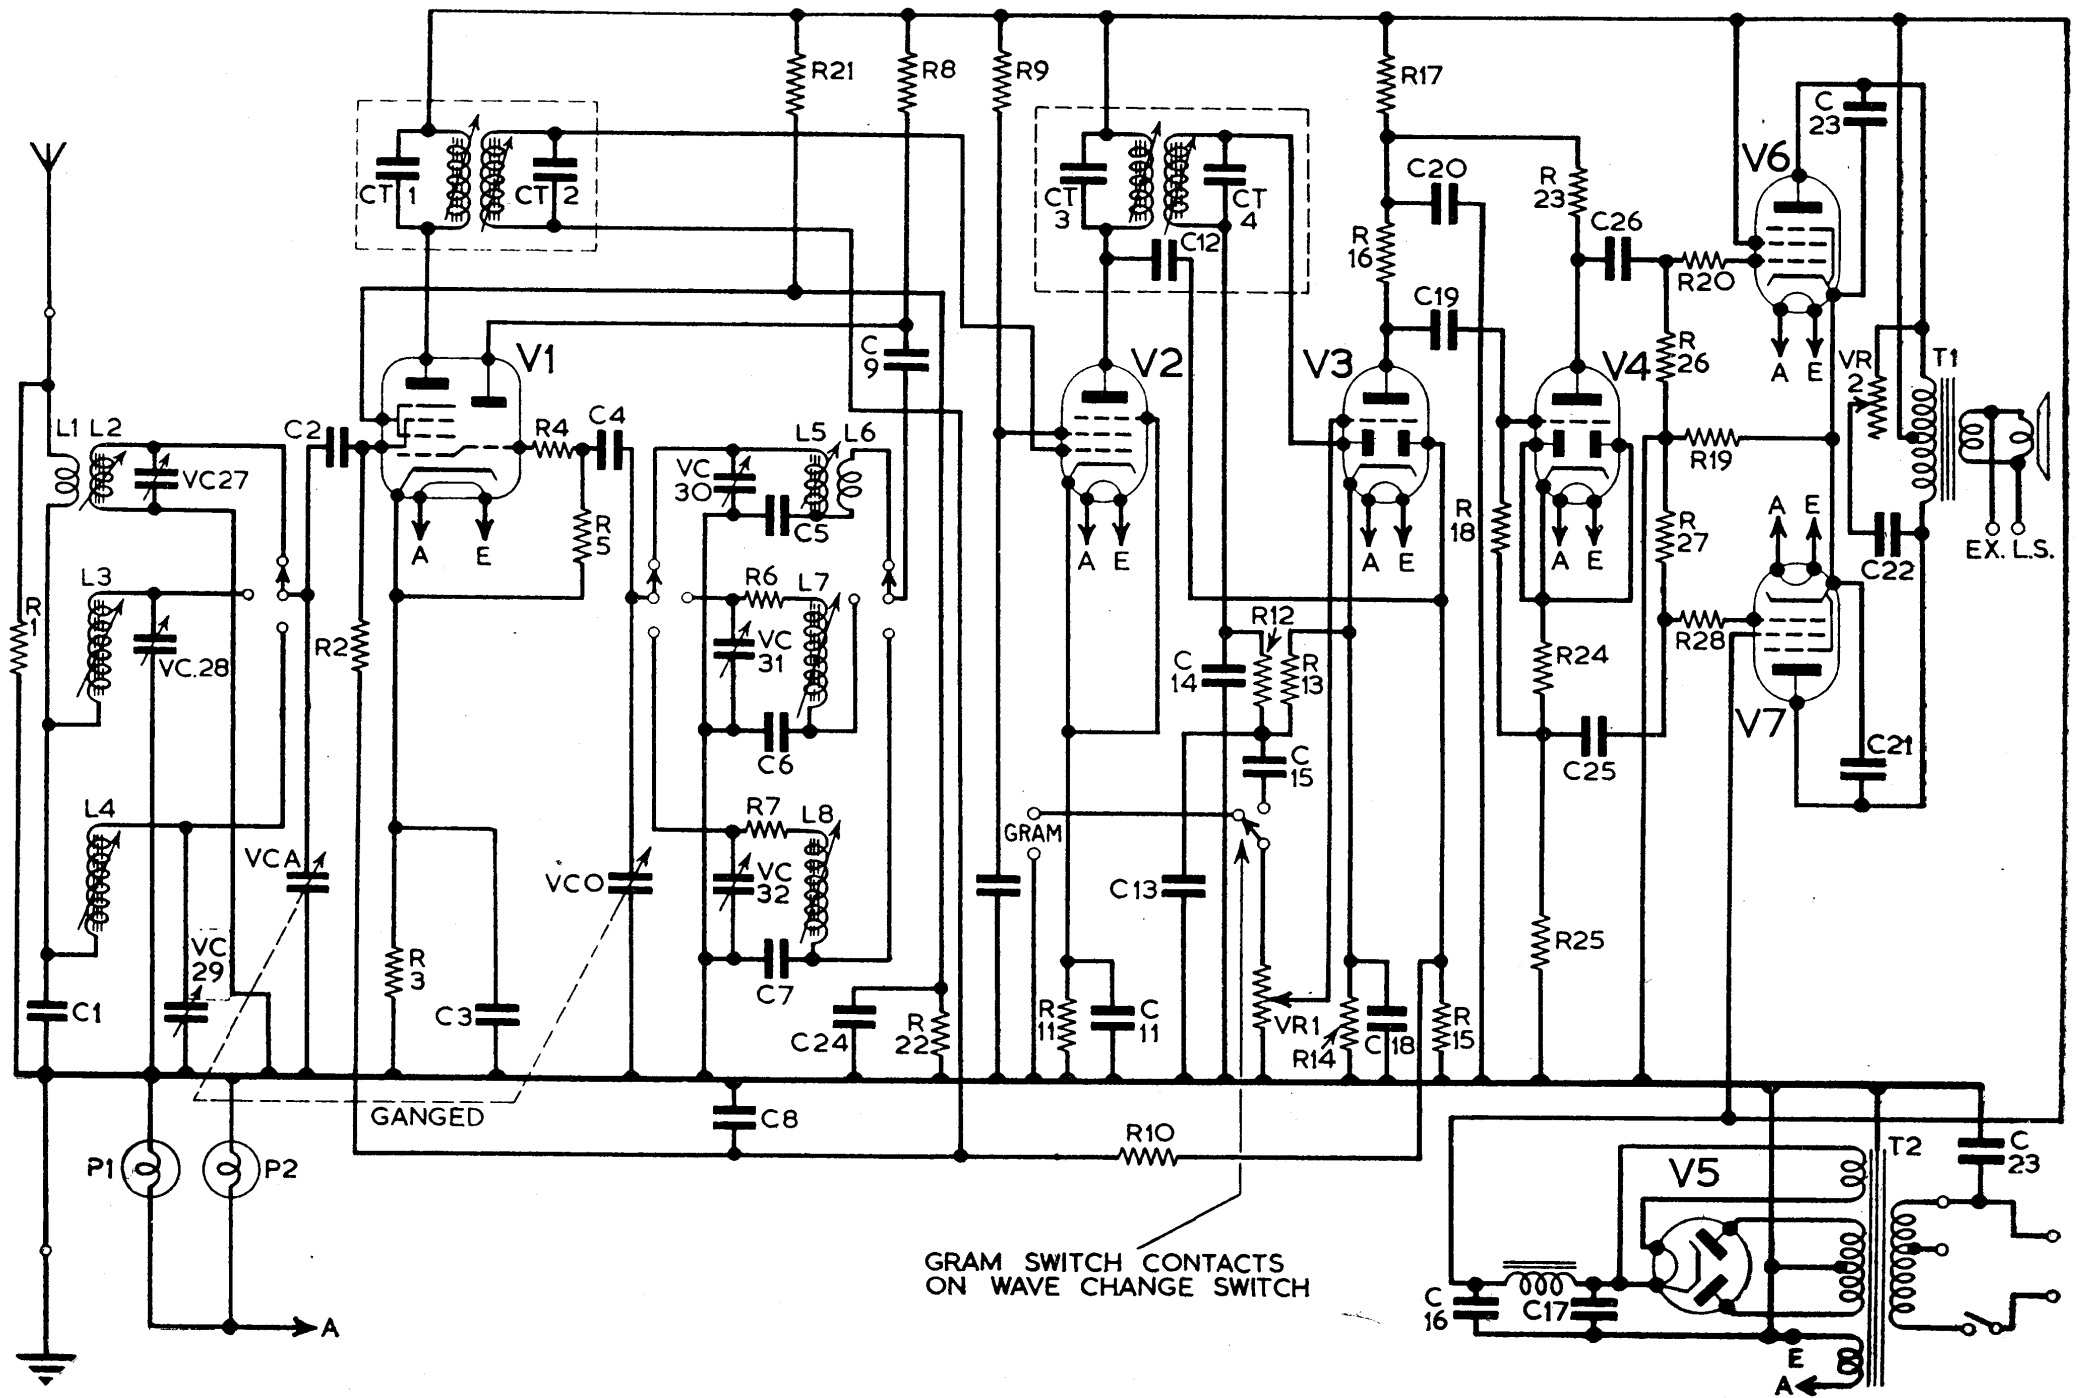 R21
R8
R9
R17
C
23
V6
CT 1
CT 2
CT
3
CT
4
C12
C20
R
23
C26
R20
R
16
C19
V1
C
9
V2
V3
V4
R
26
VR
2
T1
A E
L1 L2
VC27
C2
R4
C4
VC
30
L5 L6
C5
R
5
A E
A E
A E
A E
R
18
R19
R
27
A E
C22
EX. L.S.
L3
VC.28
R
1
R2
R6
L7
VC
31
C6
R12
R
13
C
14
C
15
R24
C25
R28
V7
C21
L4
VCA
VCO
R7
L8
VC
32
C7
GRAM
C13
R25
VC
29
C1
R
3
C3
C24
R
22
R
11
C
11
VR1
R14
C18
R
15
GANGED
C8
R10
P1
P2
A
V5
T2
C
23
GRAM SWITCH CONTACTS
ON WAVE CHANGE SWITCH
C
16
C17
E
A